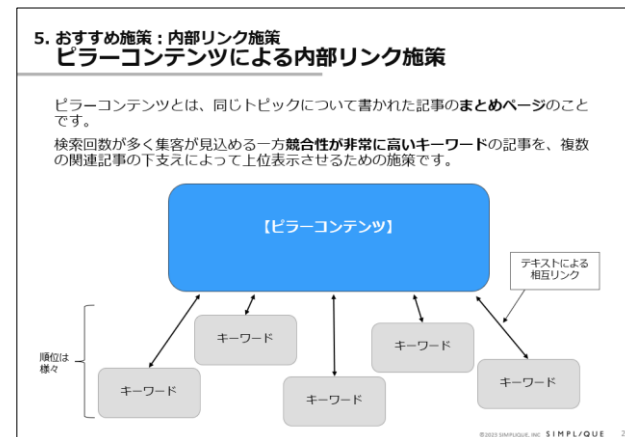 5. おすすめ施策：内部リンク施策
ピラーコンテンツによる内部リンク施策
ピラーコンテンツとは、同じトピックについて書かれた記事のまとめページのこと
です。
検索回数が多く集客が見込める一方競合性が非常に高いキーワードの記事を、複数
の関連記事の下支えによって上位表示させるための施策です。
【ピラーコンテンツ】
テキストによる
相互リンク
キーワード
キーワード
順位は
様々
キーワード
キーワード
キーワード
©2023 SIMPLIQUE, INC SIMPL/QUE 2